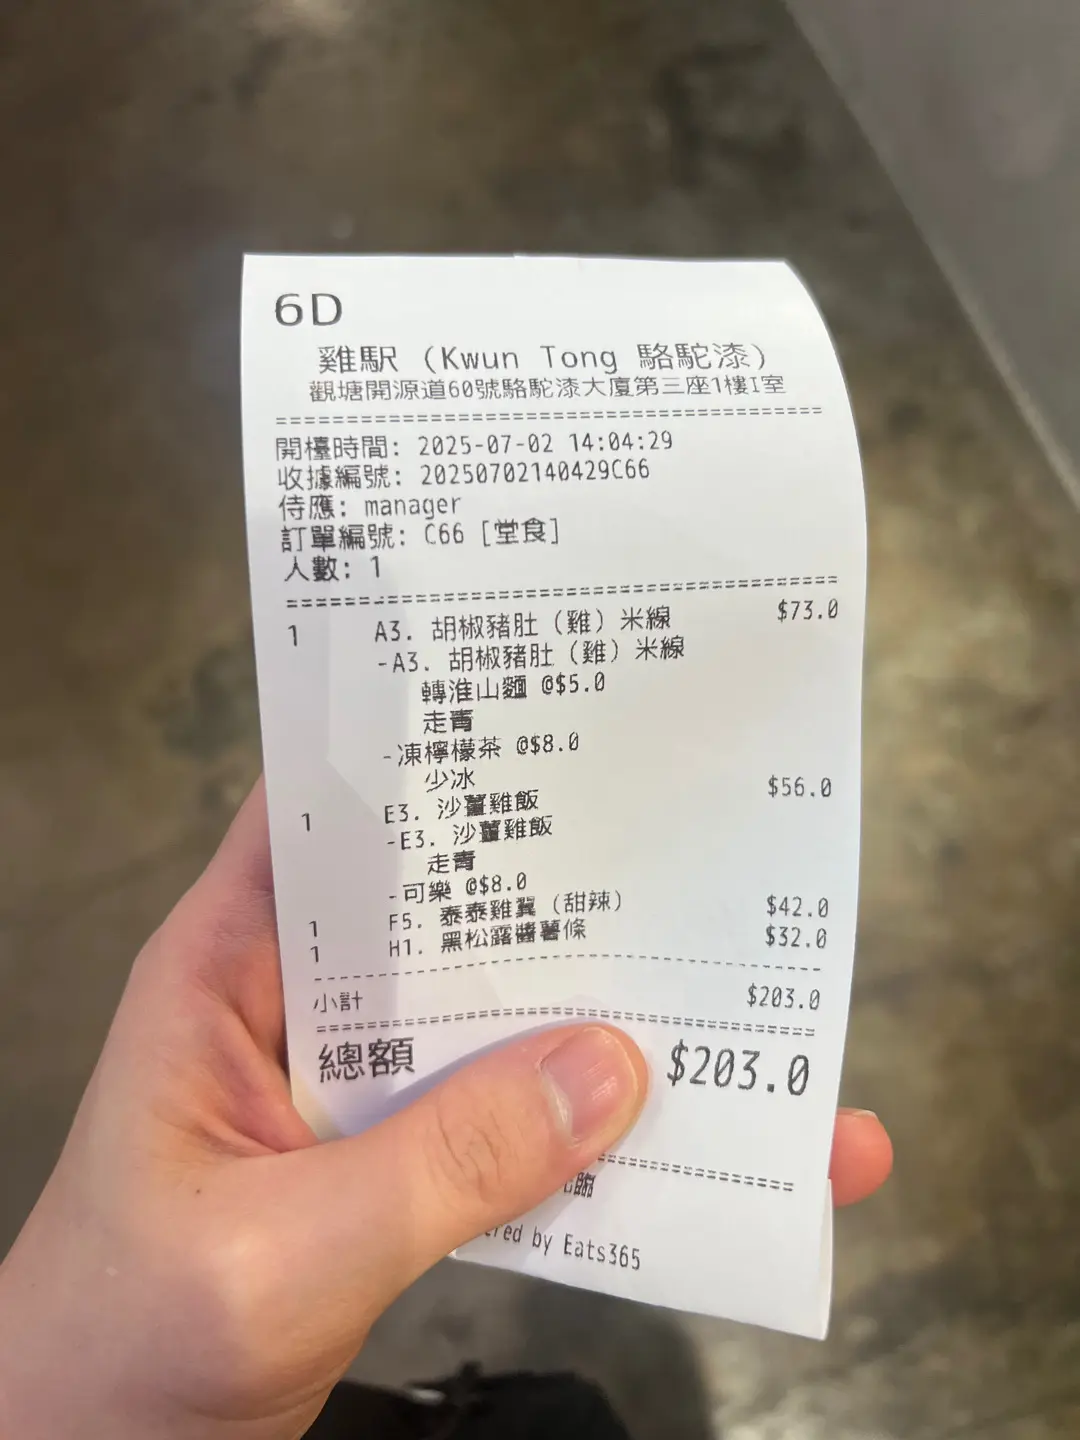 6D
雞駅 (Kwun Tong 駱駝漆)
觀塘開源道60號駱駝漆大廈第三座1樓I室
開檯時間: 2025-07-02 14:04:29
收據編號: 20250702140429C66
侍應: manager
訂單編號: C66 [堂食]
人數: 1
1 A3. 胡椒豬肚（雞）米線 $73.0
-A3. 胡椒豬肚（雞）米線
轉淮山麵 @$5.0
走青
-凍檸檬茶 @$8.0
少冰
1 E3. 沙薑雞飯 $56.0
-E3. 沙薑雞飯
走青
-可樂 @$8.0
1 F5. 泰泰雞翼（甜辣） $42.0
1 H1. 黑松露醬薯條 $32.0
小計 $203.0
總額 $203.0
臨
by Eats365